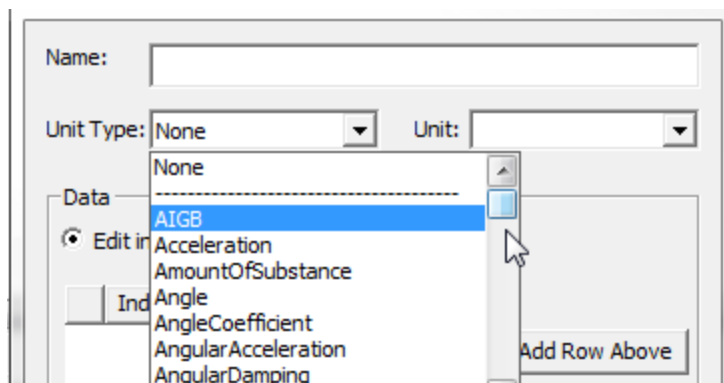 Name:
Unit Type: None Unit:
None
---------------------------------------
Data
AIGB
Edit in
Acceleration
AmountOfSubstance
Ind
Angle
AngleCoefficient
AngularAcceleration
Add Row Above
AngularDamping